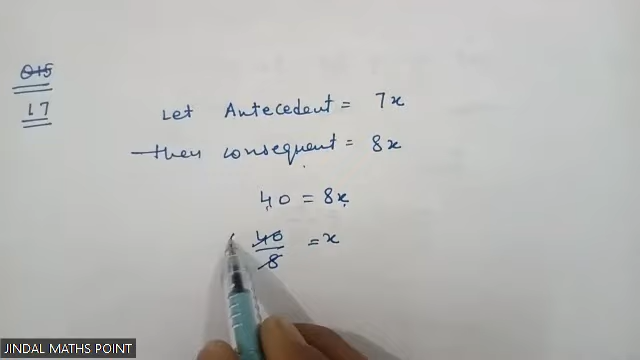 Q15
17
Let Antecedent = 7x
then consequent = 8x
40 = 8x
40/8 = x
JINDAL MATHS POINT